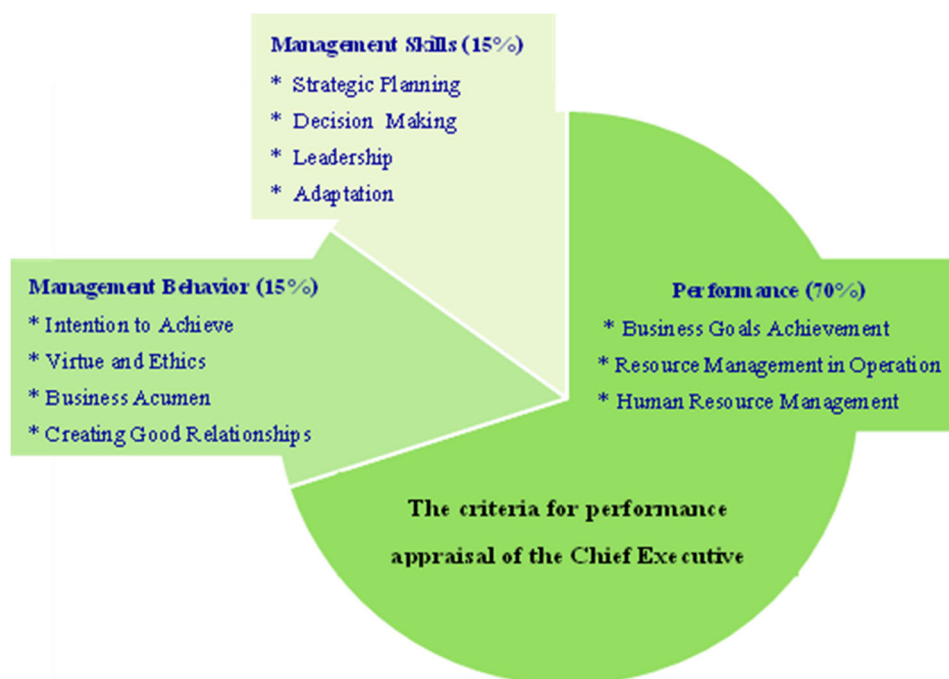 Management Skills (15%)
* Strategic Planning
* Decision Making
* Leadership
* Adaptation
Management Behavior (15%)
* Intention to Achieve
* Virtue and Ethics
* Business Acumen
* Creating Good Relationships
Performance (70%)
* Business Goals Achievement
* Resource Management in Operation
* Human Resource Management
The criteria for performance
appraisal of the Chief Executive